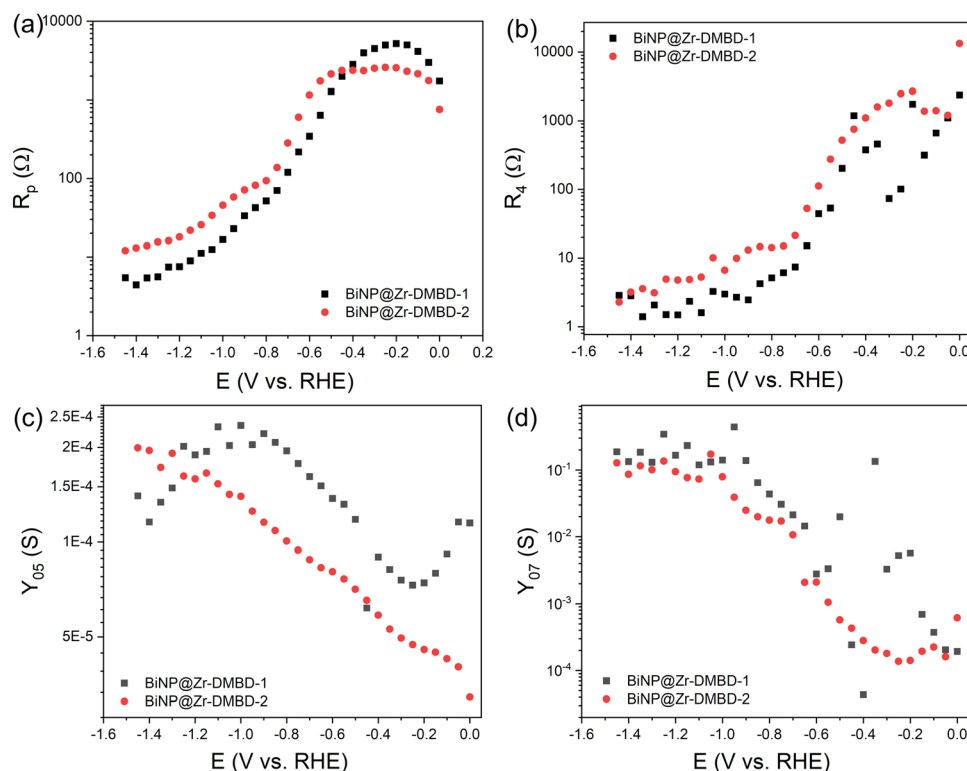 (a)
10000
100
1
Rp (Ω)
BiNP@Zr-DMBD-1
BiNP@Zr-DMBD-2
-1.6 -1.4 -1.2 -1.0 -0.8 -0.6 -0.4 -0.2 0.0 0.2
E (V vs. RHE)
(b)
BiNP@Zr-DMBD-1
BiNP@Zr-DMBD-2
10000
1000
100
10
1
R4 (Ω)
-1.6 -1.4 -1.2 -1.0 -0.8 -0.6 -0.4 -0.2 0.0
E (V vs. RHE)
(c)
2.5E-4
2E-4
1.5E-4
1E-4
5E-5
Y05 (S)
BiNP@Zr-DMBD-1
BiNP@Zr-DMBD-2
-1.6 -1.4 -1.2 -1.0 -0.8 -0.6 -0.4 -0.2 0.0
E (V vs. RHE)
(d)
10-1
10-2
10-3
10-4
Y07 (S)
BiNP@Zr-DMBD-1
BiNP@Zr-DMBD-2
-1.6 -1.4 -1.2 -1.0 -0.8 -0.6 -0.4 -0.2 0.0
E (V vs. RHE)